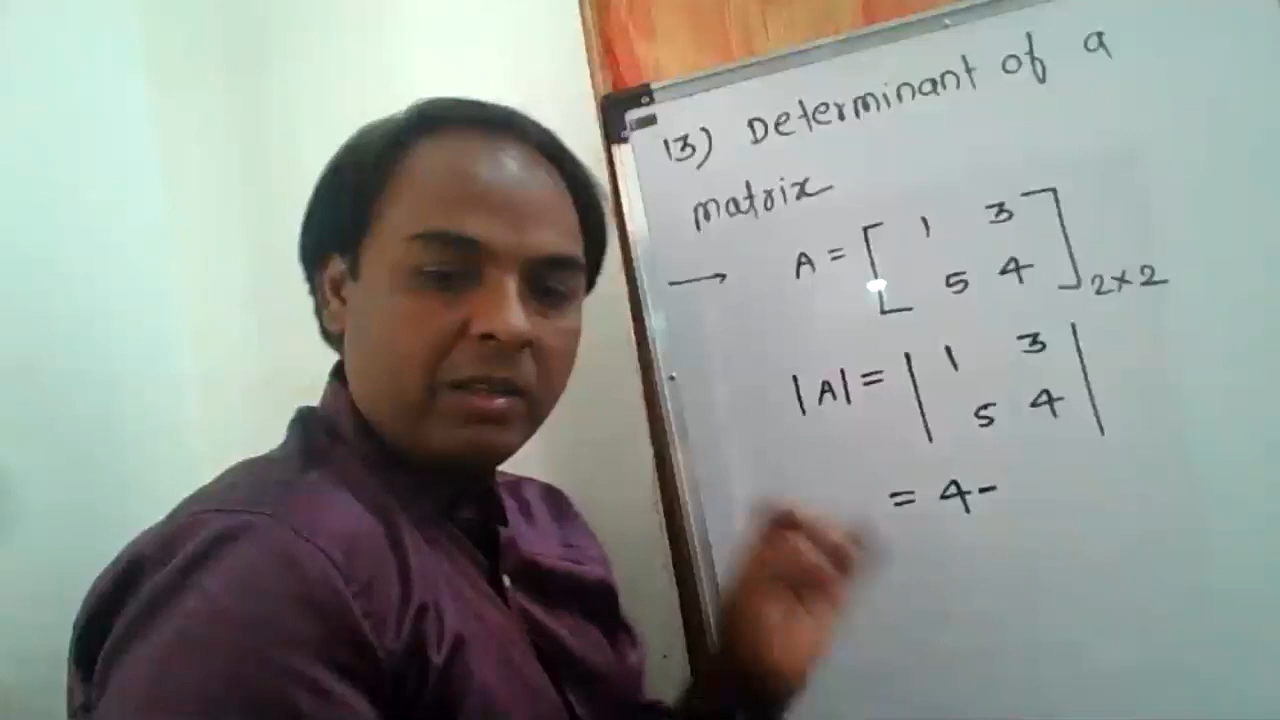 13) Determinant of a
matrix
→ A = [ 1 3
5 4 ] 2×2
|A| = | 1 3
5 4 |
= 4 -